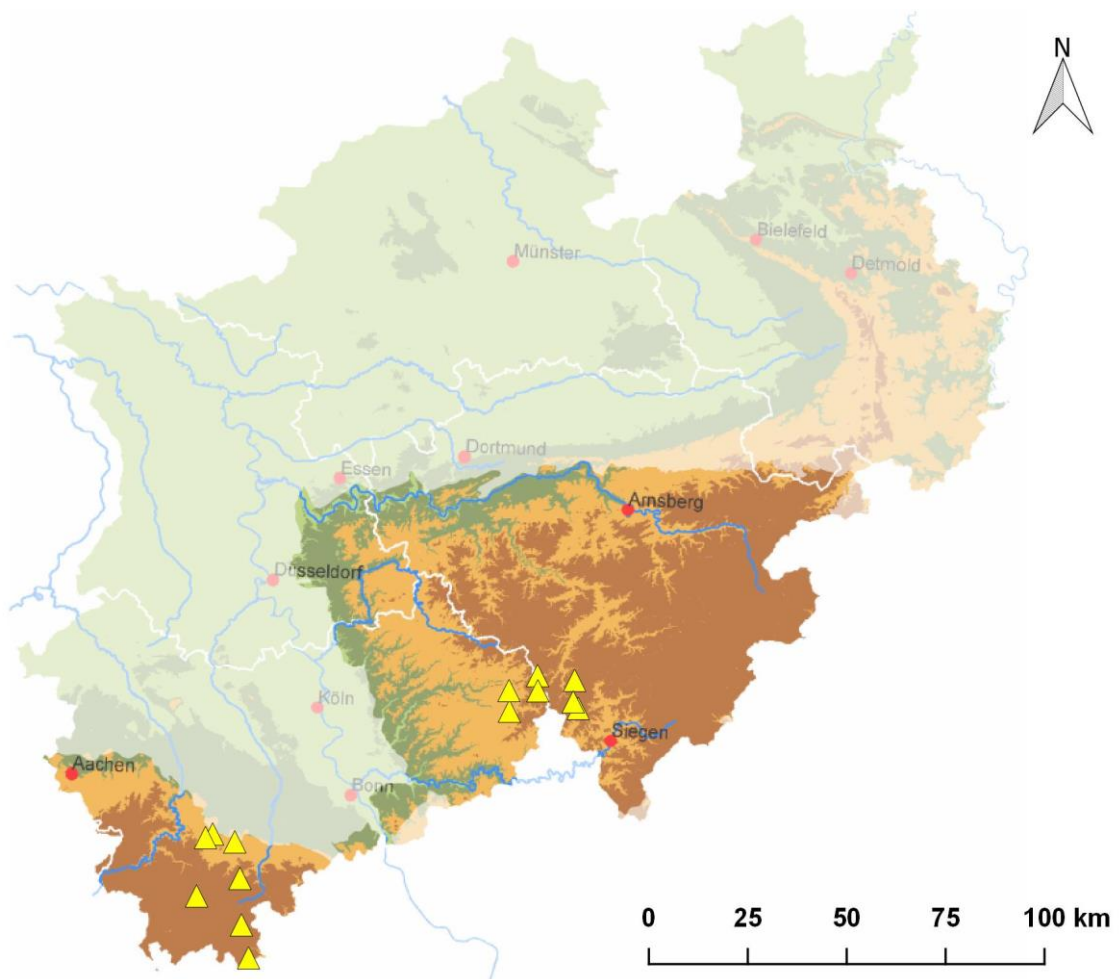 N
Bielefeld
Münster
Detmold
Dortmund
Essen
Arnsberg
Düsseldorf
Köln
Siegen
Aachen
Bonn
0 25 50 75 100 km